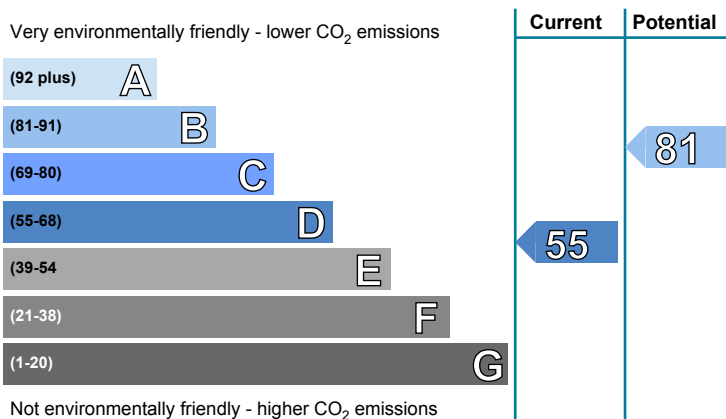 Current Potential
Very environmentally friendly - lower CO2 emissions
(92 plus) A
(81-91) B
81
(69-80) C
(55-68) D
55
(39-54 E
(21-38) F
(1-20) G
Not environmentally friendly - higher CO2 emissions